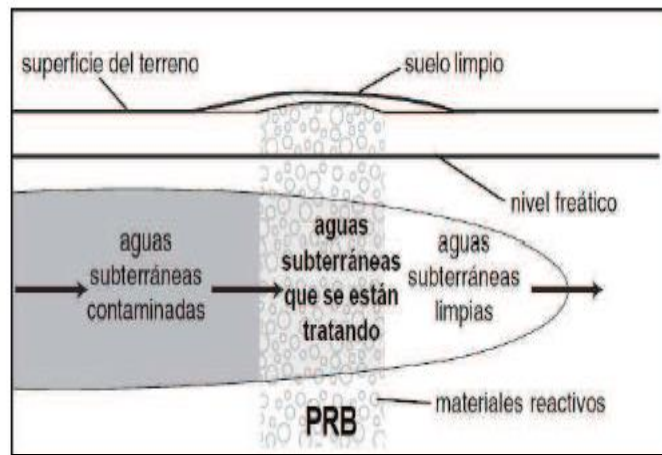 superficie del terreno
suelo limpio
nivel freático
aguas
subterráneas
contaminadas
aguas
subterráneas
que se están
tratando
aguas
subterráneas
limpias
materiales reactivos
PRB